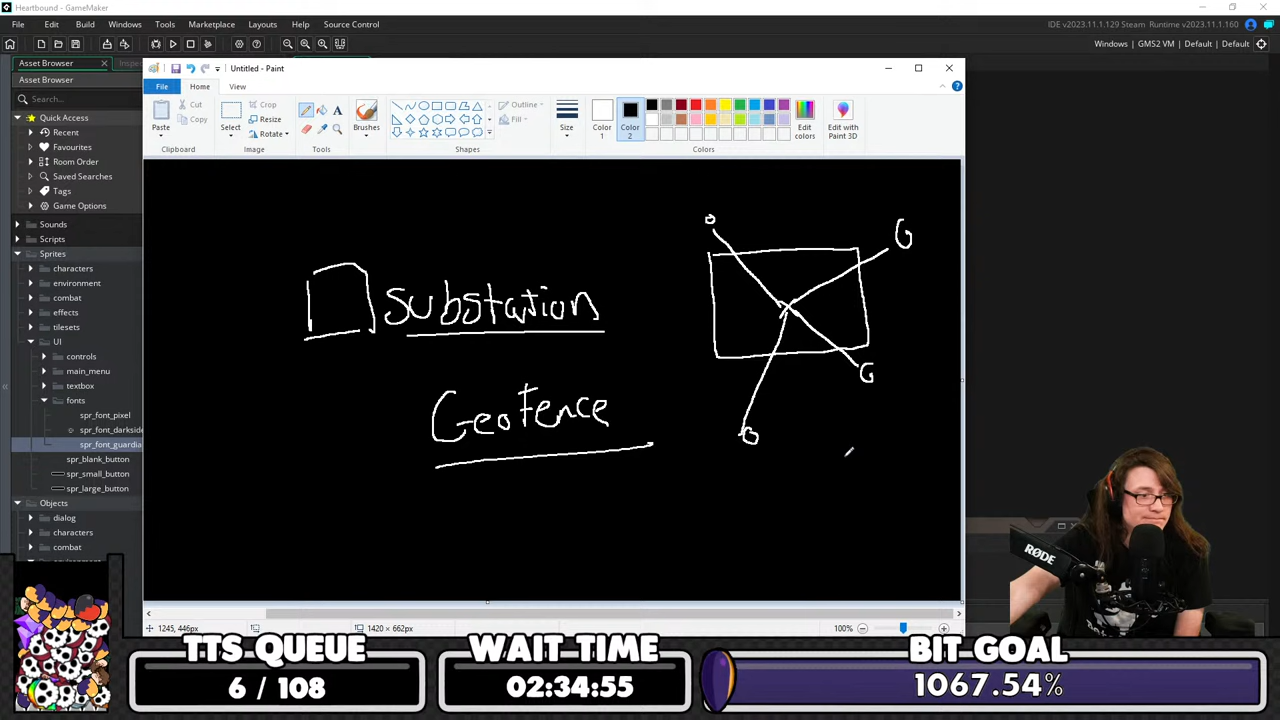 Heartbound - GameMaker
File Edit Build Windows Tools Marketplace Layouts Help Source Control
IDE v2023.11.1.129 Steam Runtime v2023.11.1.160
Windows | GMS2 VM | Default | Default
Asset Browser
Asset Browser
Search...
Quick Access
Recent
Favourites
Room Order
Saved Searches
Tags
Game Options
Sounds
Scripts
Sprites
characters
environment
combat
effects
tilesets
UI
controls
main_menu
textbox
fonts
spr_font_pixel
spr_font_darkside
spr_font_guardia
spr_blank_button
spr_small_button
spr_large_button
Objects
dialog
characters
combat
Untitled - Paint
File Home View
Paste
Cut
Copy
Clipboard
Select
Crop
Resize
Rotate
Image
Tools
Brushes
Shapes
Outline
Fill
Size
Color 1
Color 2
Edit colors
Edit with Paint 3D
Colors
Substation
Geofence
1245, 446px
1420 × 662px
100%
RØDE
TTS QUEUE
6 / 108
WAIT TIME
02:34:55
BIT GOAL
1067.54%